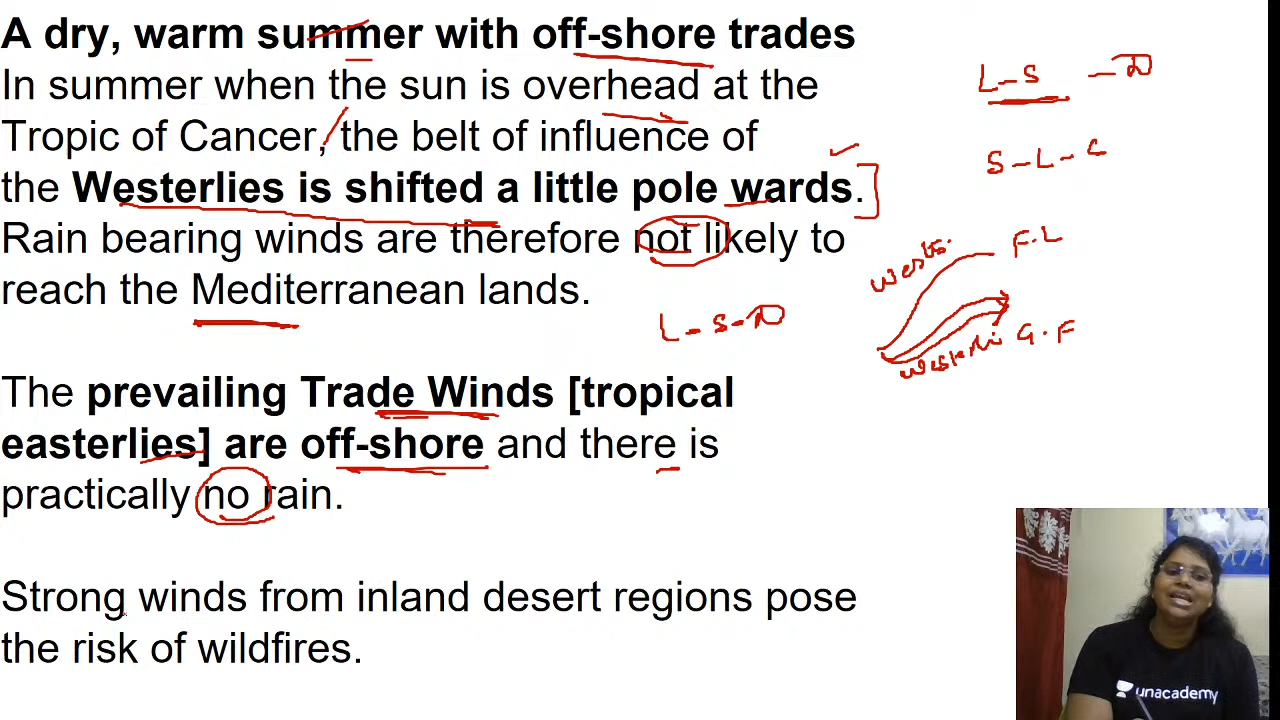 A dry, warm summer with off-shore trades
In summer when the sun is overhead at the
Tropic of Cancer, the belt of influence of
the Westerlies is shifted a little pole wards.
Rain bearing winds are therefore not likely to
reach the Mediterranean lands.
L-S-D
The prevailing Trade Winds [tropical
easterlies] are off-shore and there is
practically no rain.
Strong winds from inland desert regions pose
the risk of wildfires.
L-S -D
S-L-C
F.L
G.F
unacademy